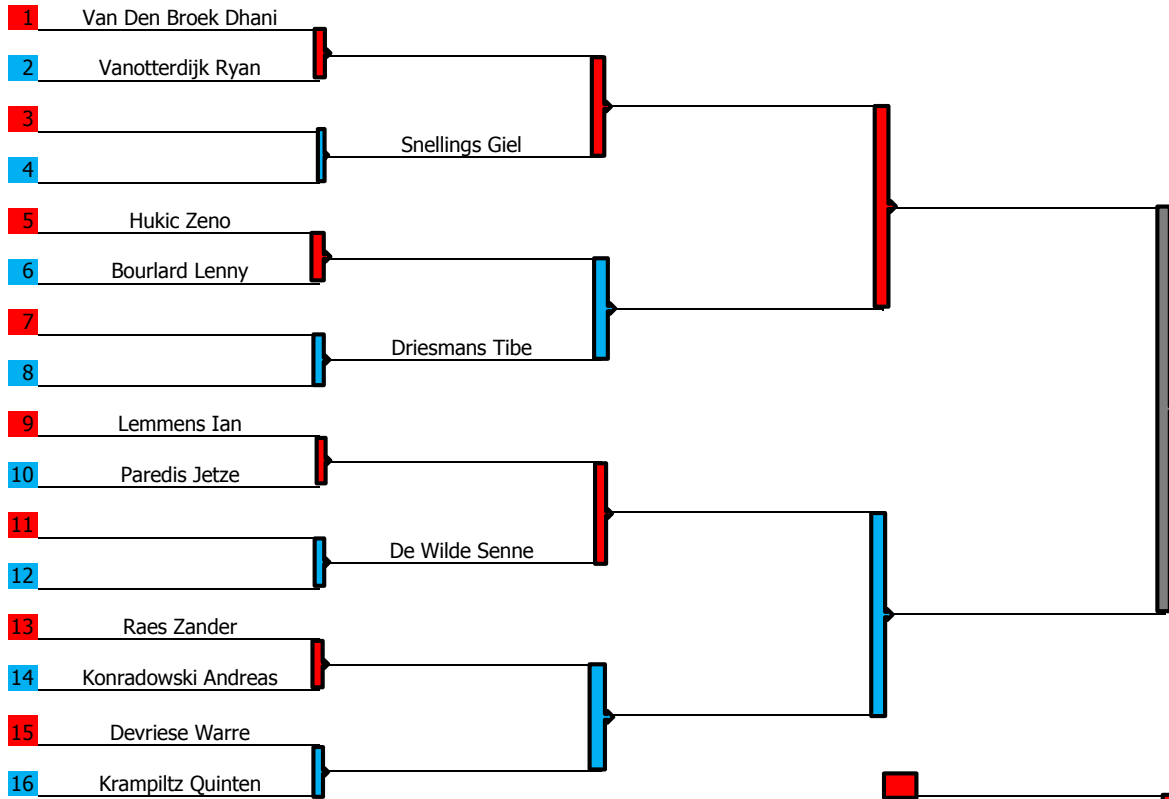 1 Van Den Broek Dhani
2 Vanotterdijk Ryan
3
Snellings Giel
4
5 Hukic Zeno
6 Bourlard Lenny
7
Driesmans Tibe
8
9 Lemmens Ian
10 Paredis Jetze
11
De Wilde Senne
12
13 Raes Zander
14 Konradowski Andreas
15 Devriese Warre
16 Krampiltz Quinten